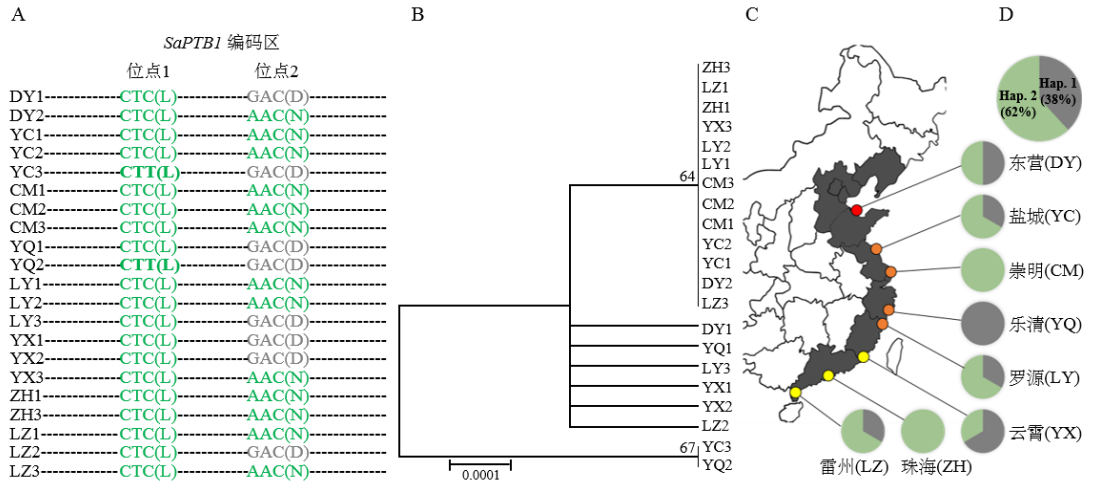 A
SaPTB1 编码区
位点1 位点2
DY1 CTC(L) GAC(D)
DY2 CTC(L) AAC(N)
YC1 CTC(L) AAC(N)
YC2 CTC(L) AAC(N)
YC3 CTT(L) GAC(D)
CM1 CTC(L) AAC(N)
CM2 CTC(L) AAC(N)
CM3 CTC(L) AAC(N)
YQ1 CTC(L) GAC(D)
YQ2 CTT(L) GAC(D)
LY1 CTC(L) AAC(N)
LY2 CTC(L) AAC(N)
LY3 CTC(L) GAC(D)
YX1 CTC(L) GAC(D)
YX2 CTC(L) GAC(D)
YX3 CTC(L) AAC(N)
ZH1 CTC(L) AAC(N)
ZH3 CTC(L) AAC(N)
LZ1 CTC(L) AAC(N)
LZ2 CTC(L) GAC(D)
LZ3 CTC(L) AAC(N)
B
ZH3
LZ1
ZH1
YX3
LY2
LY1
64
CM3
CM2
CM1
YC2
YC1
DY2
LZ3
DY1
YQ1
LY3
YX1
YX2
LZ2
67
YC3
YQ2
0.0001
C
D
Hap. 1
(38%)
Hap. 2
(62%)
东营(DY)
盐城(YC)
崇明(CM)
乐清(YQ)
罗源(LY)
云霄(YX)
雷州(LZ) 珠海(ZH)